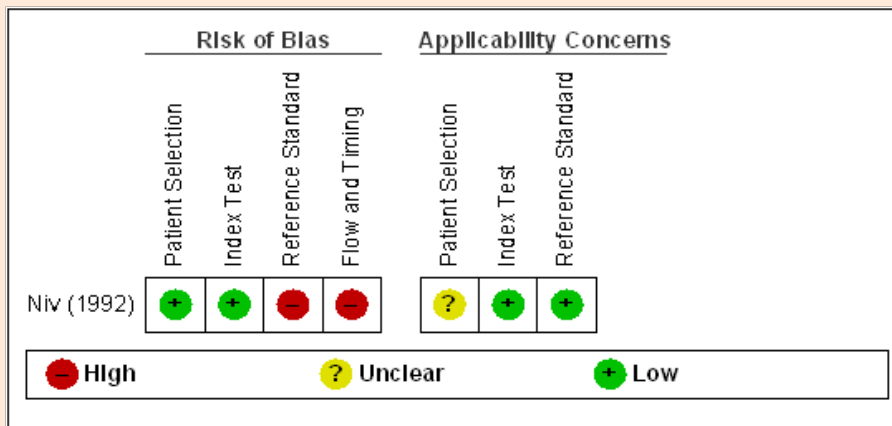 Risk of Bias
Applicability Concerns
Patient Selection
Index Test
Reference Standard
Flow and Timing
Patient Selection
Index Test
Reference Standard
Niv (1992) + + – – ? + +
– High ? Unclear + Low